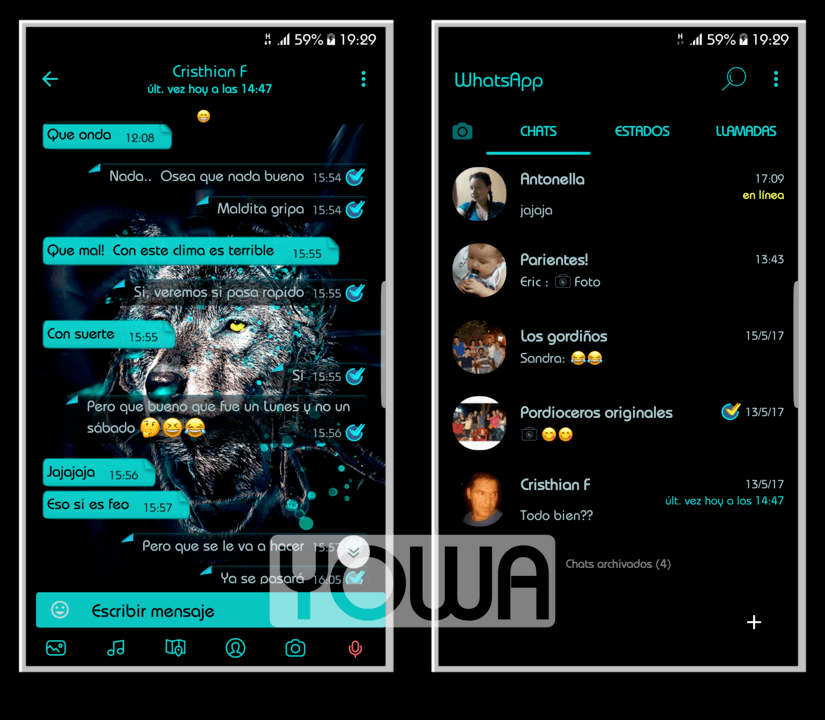 59% 19:29
Cristhian F
últ. vez hoy a las 14:47
😁
Que onda 12:08
Nada.. Osea que nada bueno 15:54
Maldita gripa 15:54
Que mal! Con este clima es terrible 15:55
Si, veremos si pasa rapido 15:55
Con suerte 15:55
Si 15:55
Pero que bueno que fue un lunes y no un
sábado 🤔😆😂 15:56
Jajajaja 15:56
Eso si es feo 15:57
Pero que se le va a hacer 15:57
Ya se pasará 16:05
Escribir mensaje
H 59% 19:29
WhatsApp
CHATS ESTADOS LLAMADAS
Antonella 17:09
en línea
jajaja
Parientes! 13:43
Eric : 📷 Foto
Los gordiños 15/5/17
Sandra: 😂😂
Pordioceros originales 13/5/17
📷 😋😋
Cristhian F 13/5/17
últ. vez hoy a las 14:47
Todo bien??
Chats archivados (4)
YOWA